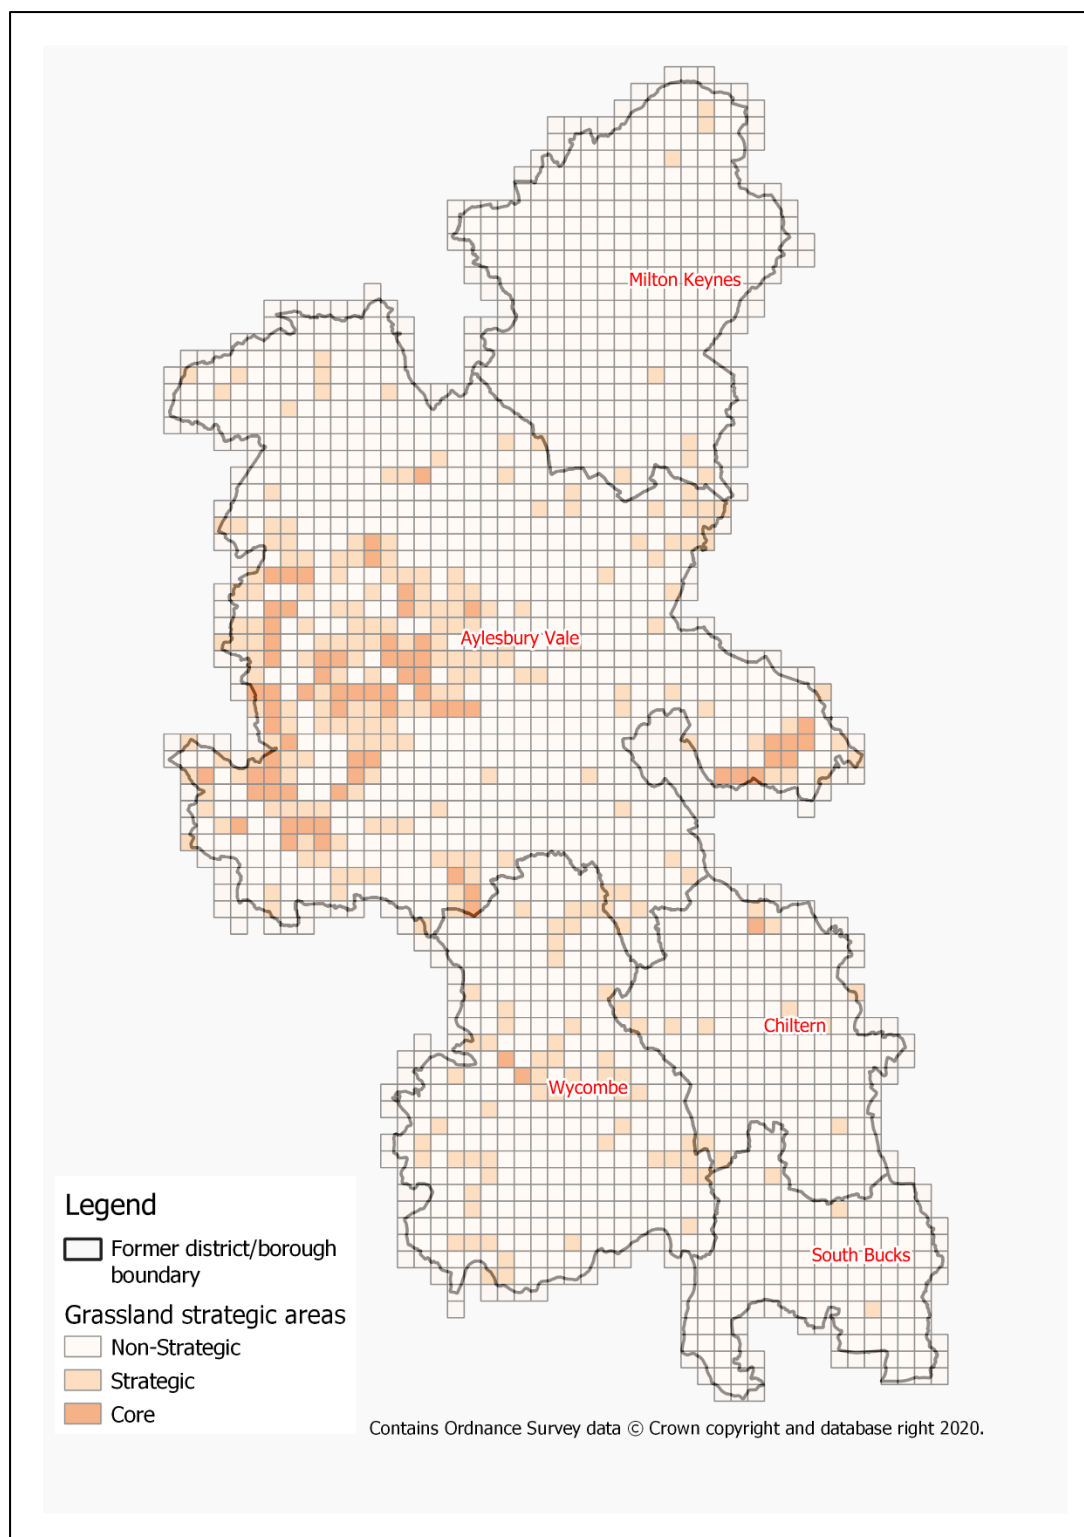 Milton Keynes
Aylesbury Vale
Chiltern
Wycombe
South Bucks
Legend
Former district/borough
boundary
Grassland strategic areas
Non-Strategic
Strategic
Core
Contains Ordnance Survey data © Crown copyright and database right 2020.